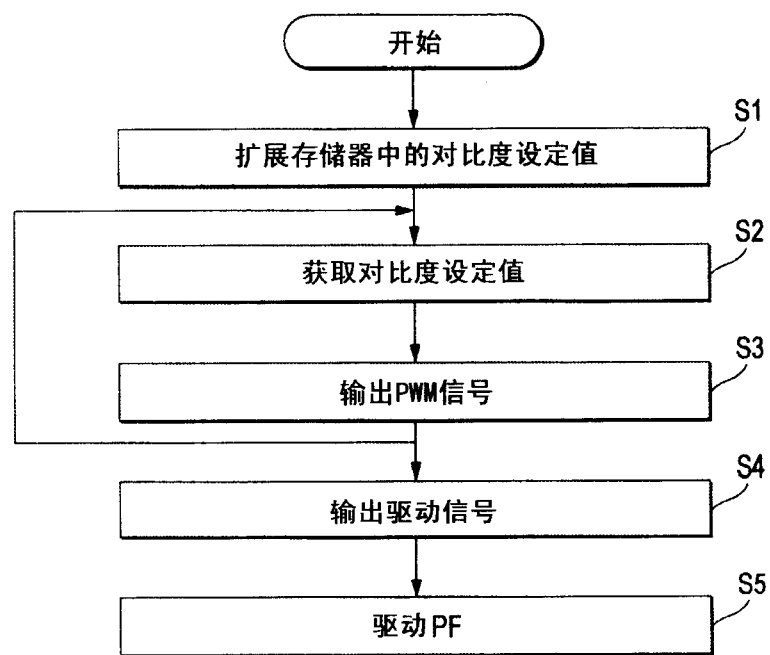 开始
S1
扩展存储器中的对比度设定值
S2
获取对比度设定值
S3
输出PWM信号
S4
输出驱动信号
S5
驱动PF